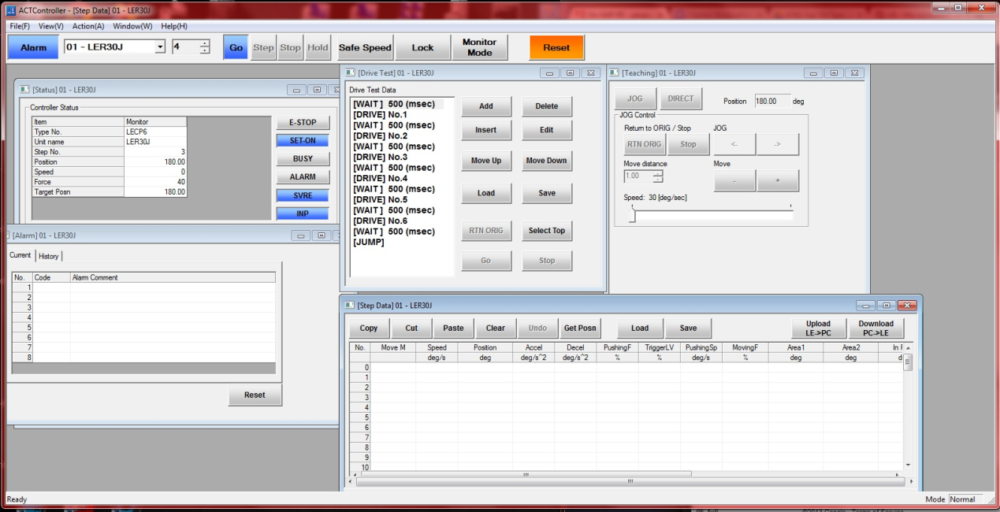 ACTController - [Step Data] 01 - LER30J
File(F) View(V) Action(A) Window(W) Help(H)
Alarm 01 - LER30J 4 Go Step Stop Hold Safe Speed Lock Monitor Mode Reset
[Status] 01 - LER30J
Controller Status
Item Monitor
Type No. LECP6
Unit name LER30J
Step No. 3
Position 180.00
Speed 0
Force 40
Target Posn 180.00
E-STOP
SET-ON
BUSY
ALARM
SVRE
INP
[Alarm] 01 - LER30J
Current History
No. Code Alarm Comment
1
2
3
4
5
6
7
8
Reset
[Drive Test] 01 - LER30J
Drive Test Data
[WAIT ] 500 (msec)
[DRIVE] No.1
[WAIT ] 500 (msec)
[DRIVE] No.2
[WAIT ] 500 (msec)
[DRIVE] No.3
[WAIT ] 500 (msec)
[DRIVE] No.4
[WAIT ] 500 (msec)
[DRIVE] No.5
[WAIT ] 500 (msec)
[DRIVE] No.6
[WAIT ] 500 (msec)
[JUMP]
Add Delete
Insert Edit
Move Up Move Down
Load Save
RTN ORIG Select Top
Go Stop
[Teaching] 01 - LER30J
JOG DIRECT Position 180.00 deg
JOG Control
Return to ORIG / Stop JOG
RTN ORIG Stop <- ->
Move distance Move
1.00 - +
Speed: 30 [deg/sec]
[Step Data] 01 - LER30J
Copy Cut Paste Clear Undo Get Posn Load Save Upload LE->PC Download PC->LE
No. Move M Speed Position Accel Decel PushingF TriggerLV PushingSp MovingF Area1 Area2 In
deg/s deg deg/s^2 deg/s^2 % % deg/s % deg deg
0
1
2
3
4
5
6
7
8
9
10
Ready Mode Normal